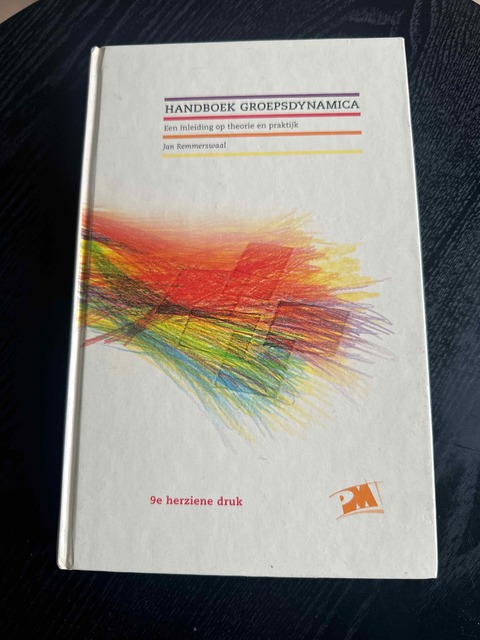 HANDBOEK GROEPSDYNAMICA
Een inleiding op theorie en praktijk
Jan Remmerswaal
9e herziene druk
PM